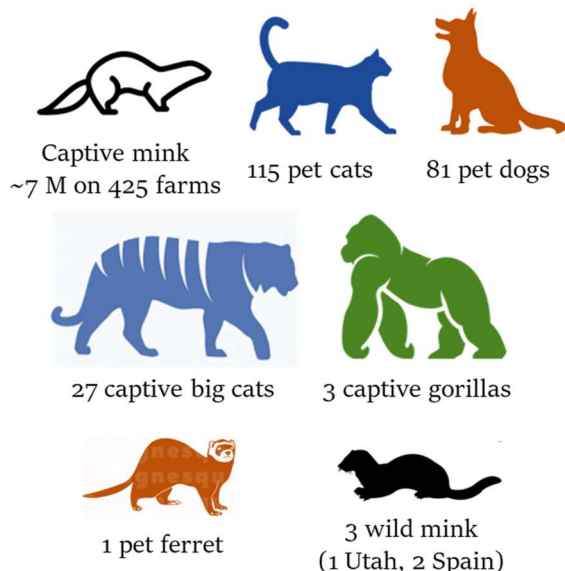 Captive mink
~7 M on 425 farms
115 pet cats
81 pet dogs
27 captive big cats
3 captive gorillas
1 pet ferret
3 wild mink
(1 Utah, 2 Spain)